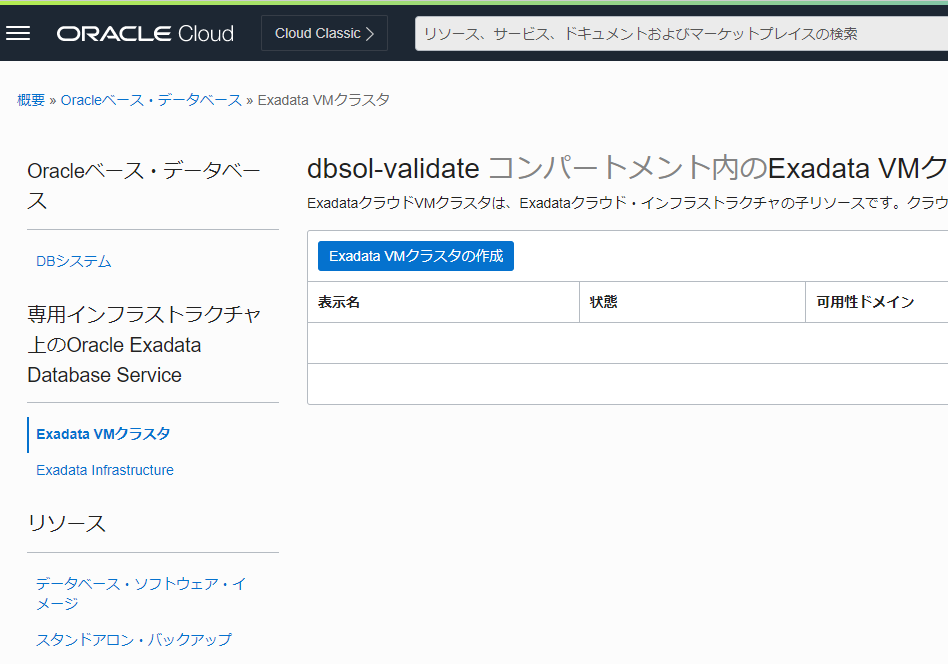 ORACLE Cloud
Cloud Classic
リソース、サービス、ドキュメントおよびマーケットプレイスの検索
概要 » Oracleベース・データベース » Exadata VMクラスタ
Oracleベース・データベー
ス
DBシステム
専用インフラストラクチャ
上のOracle Exadata
Database Service
Exadata VMクラスタ
Exadata Infrastructure
リソース
データベース・ソフトウェア・イ
メージ
スタンドアロン・バックアップ
dbsol-validate コンパートメント内のExadata VMク
ExadataクラウドVMクラスタは、Exadataクラウド・インフラストラクチャの子リソースです。クラウ
Exadata VMクラスタの作成
表示名 状態 可用性ドメイン